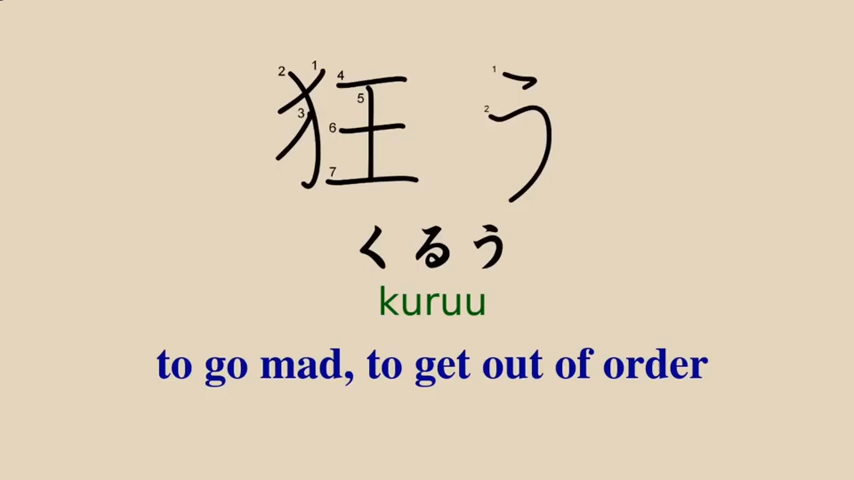 狂う
くるう
kuruu
to go mad, to get out of order